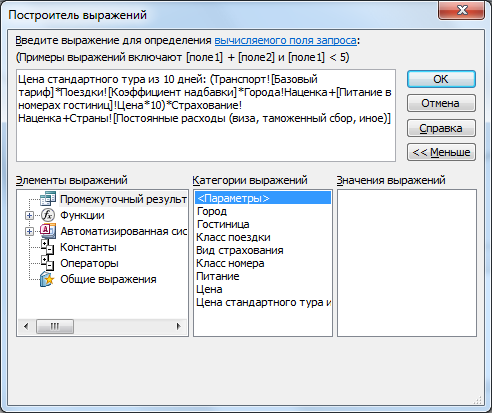 Построитель выражений
Введите выражение для определения вычисляемого поля запроса:
(Примеры выражений включают [поле1] + [поле2] и [поле1] < 5)
Цена стандартного тура из 10 дней: (Транспорт![Базовый
тариф]*Поездки![Коэффициент надбавки]*Города!Наценка+[Питание в
номерах гостиниц]!Цена*10)*Страхование!
Наценка+Страны![Постоянные расходы (виза, таможенный сбор, иное)]
OK
Отмена
Справка
<< Меньше
Элементы выражений
Промежуточный результ
Функции
Автоматизированная сис
Константы
Операторы
Общие выражения
Категории выражений
<Параметры>
Город
Гостиница
Класс поездки
Вид страхования
Класс номера
Питание
Цена
Цена стандартного тура и
Значения выражений